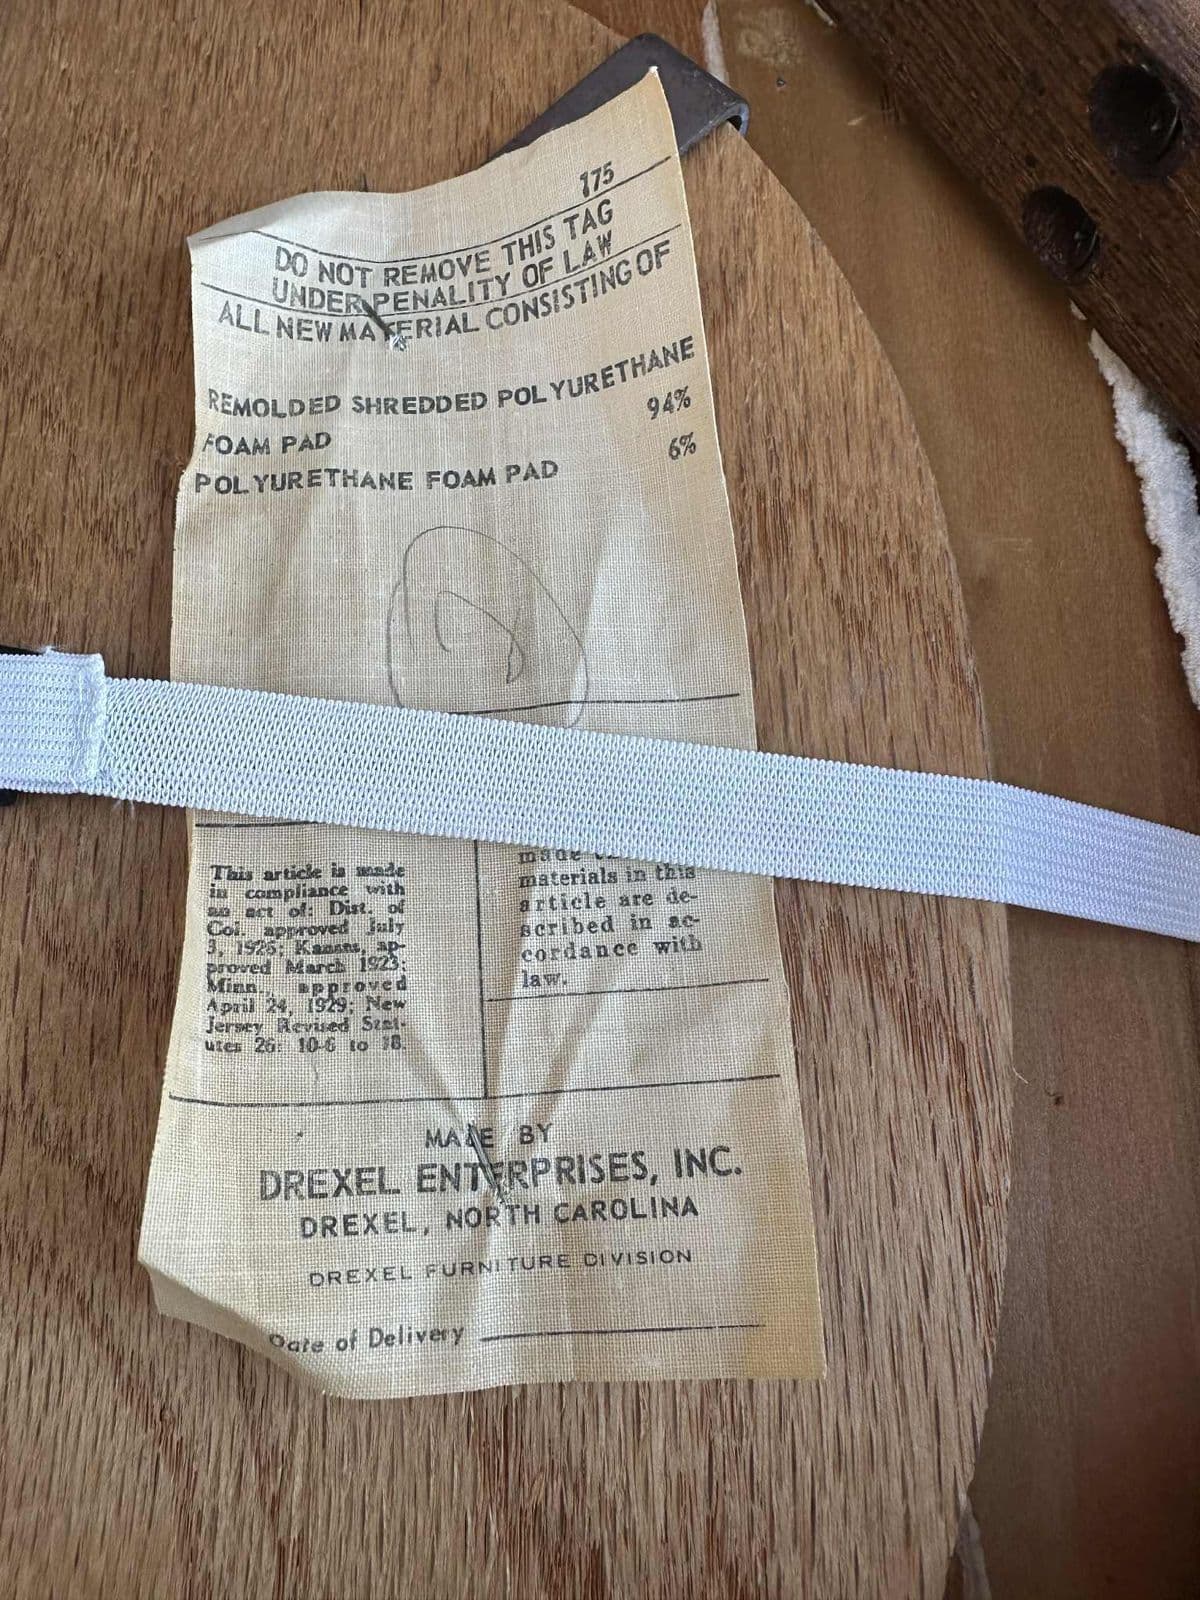 175
DO NOT REMOVE THIS TAG
UNDER PENALITY OF LAW
ALL NEW MATERIAL CONSISTING OF
REMOLDED SHREDDED POLYURETHANE
FOAM PAD 94%
POLYURETHANE FOAM PAD 6%
This article is made
in compliance with
an act of: Dist. of
Col. approved July
3, 1926; Kansas, ap-
proved March 1923;
Minn., approved
April 24, 1929; New
Jersey Revised Stat-
utes 26: 10-6 to 18.
made
materials in this
article are de-
scribed in ac-
cordance with
law.
MADE BY
DREXEL ENTERPRISES, INC.
DREXEL, NORTH CAROLINA
DREXEL FURNITURE DIVISION
Date of Delivery